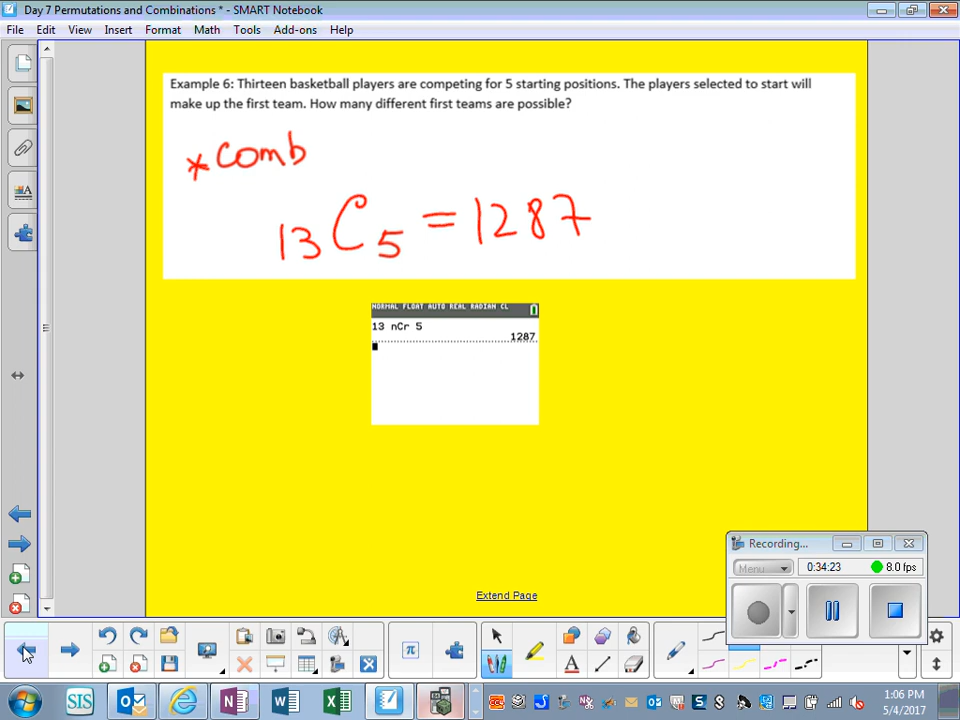 Day 7 Permutations and Combinations * - SMART Notebook
File Edit View Insert Format Math Tools Add-ons Help
Example 6: Thirteen basketball players are competing for 5 starting positions. The players selected to start will
make up the first team. How many different first teams are possible?
*Comb
13 C 5 = 1287
NORMAL FLOAT AUTO REAL RADIAN CL
13 nCr 5
1287
Recording...
Menu 0:34:23 8.0 fps
Extend Page
1:06 PM
5/4/2017
SIS